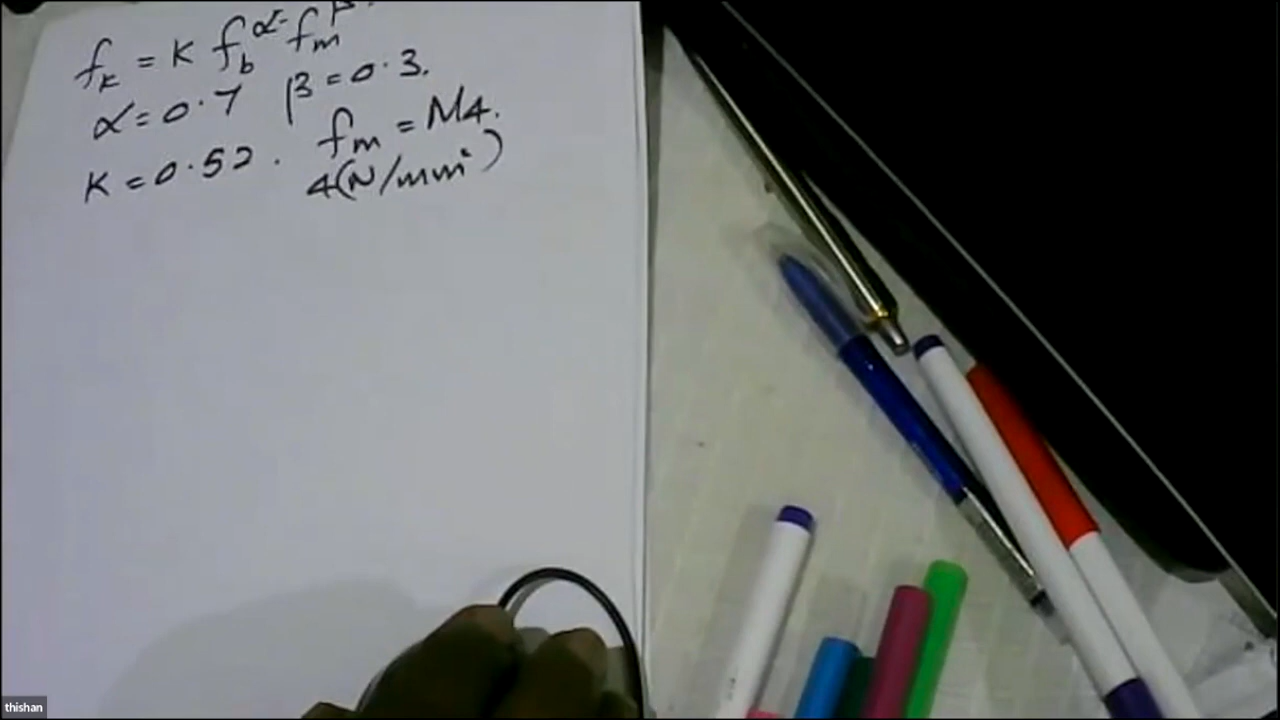 fk = K fb^α · fm^β
α = 0.7 β = 0.3.
K = 0.52 . fm = M4.
4(N/mm²)
thishan